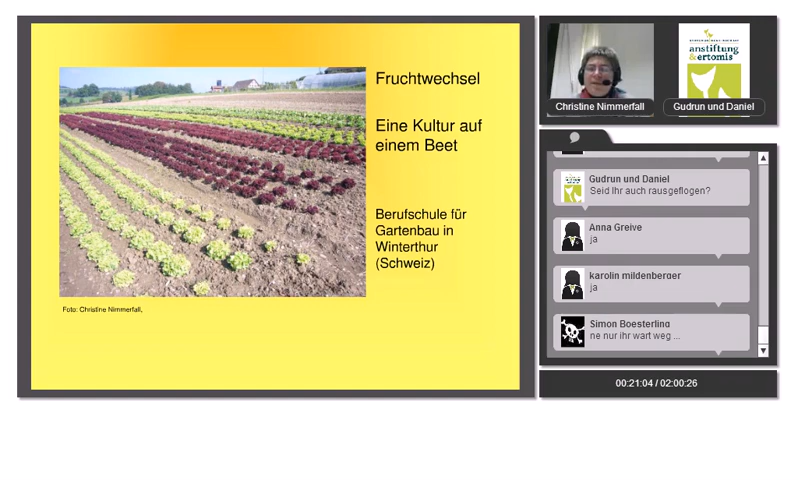 Fruchtwechsel
Eine Kultur auf
einem Beet
Berufschule für
Gartenbau in
Winterthur
(Schweiz)
Foto: Christine Nimmerfall,
anstiftung
&ertomis
Christine Nimmerfall
Gudrun und Daniel
Gudrun und Daniel
Seid Ihr auch rausgeflogen?
Anna Greive
ja
karolin mildenberger
ja
Simon Boesterling
ne nur ihr wart weg ...
00:21:04 / 02:00:26